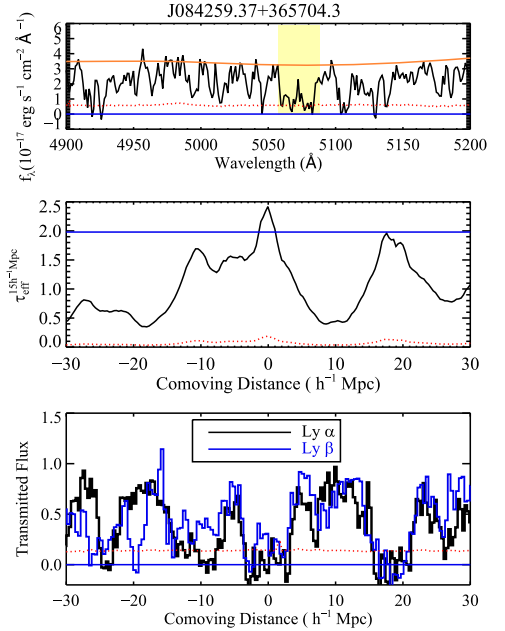 J084259.37+365704.3
6
5
4
3
2
1
0
−1
fλ(10⁻¹⁷ erg s⁻¹ cm⁻² Å⁻¹)
4900 4950 5000 5050 5100 5150 5200
Wavelength (Å)
2.5
2.0
1.5
1.0
0.5
0.0
τeff 15h⁻¹Mpc
−30 −20 −10 0 10 20 30
Comoving Distance ( h⁻¹ Mpc)
1.5
1.0
0.5
0.0
Transmitted Flux
Ly α
Ly β
−30 −20 −10 0 10 20 30
Comoving Distance ( h⁻¹ Mpc)